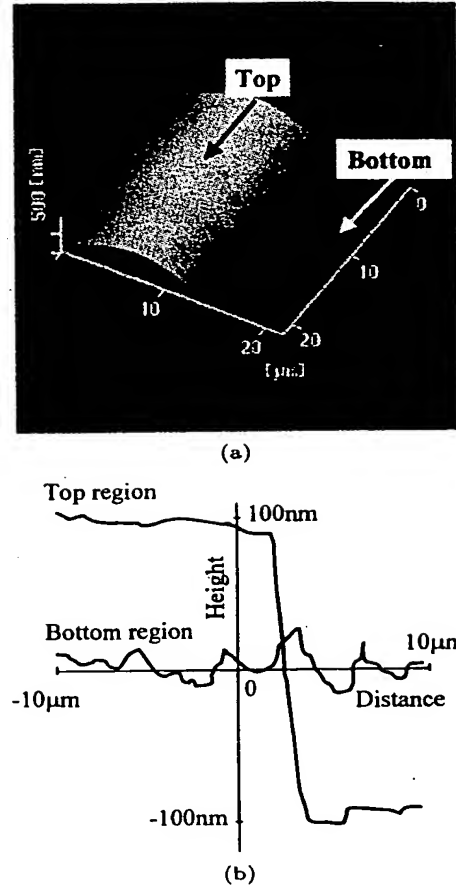 Top
Bottom
500 [nm]
0
10
20
10
20
[µm]
(a)
Top region
100nm
Height
Bottom region
10µm
-10µm
0
Distance
-100nm
(b)